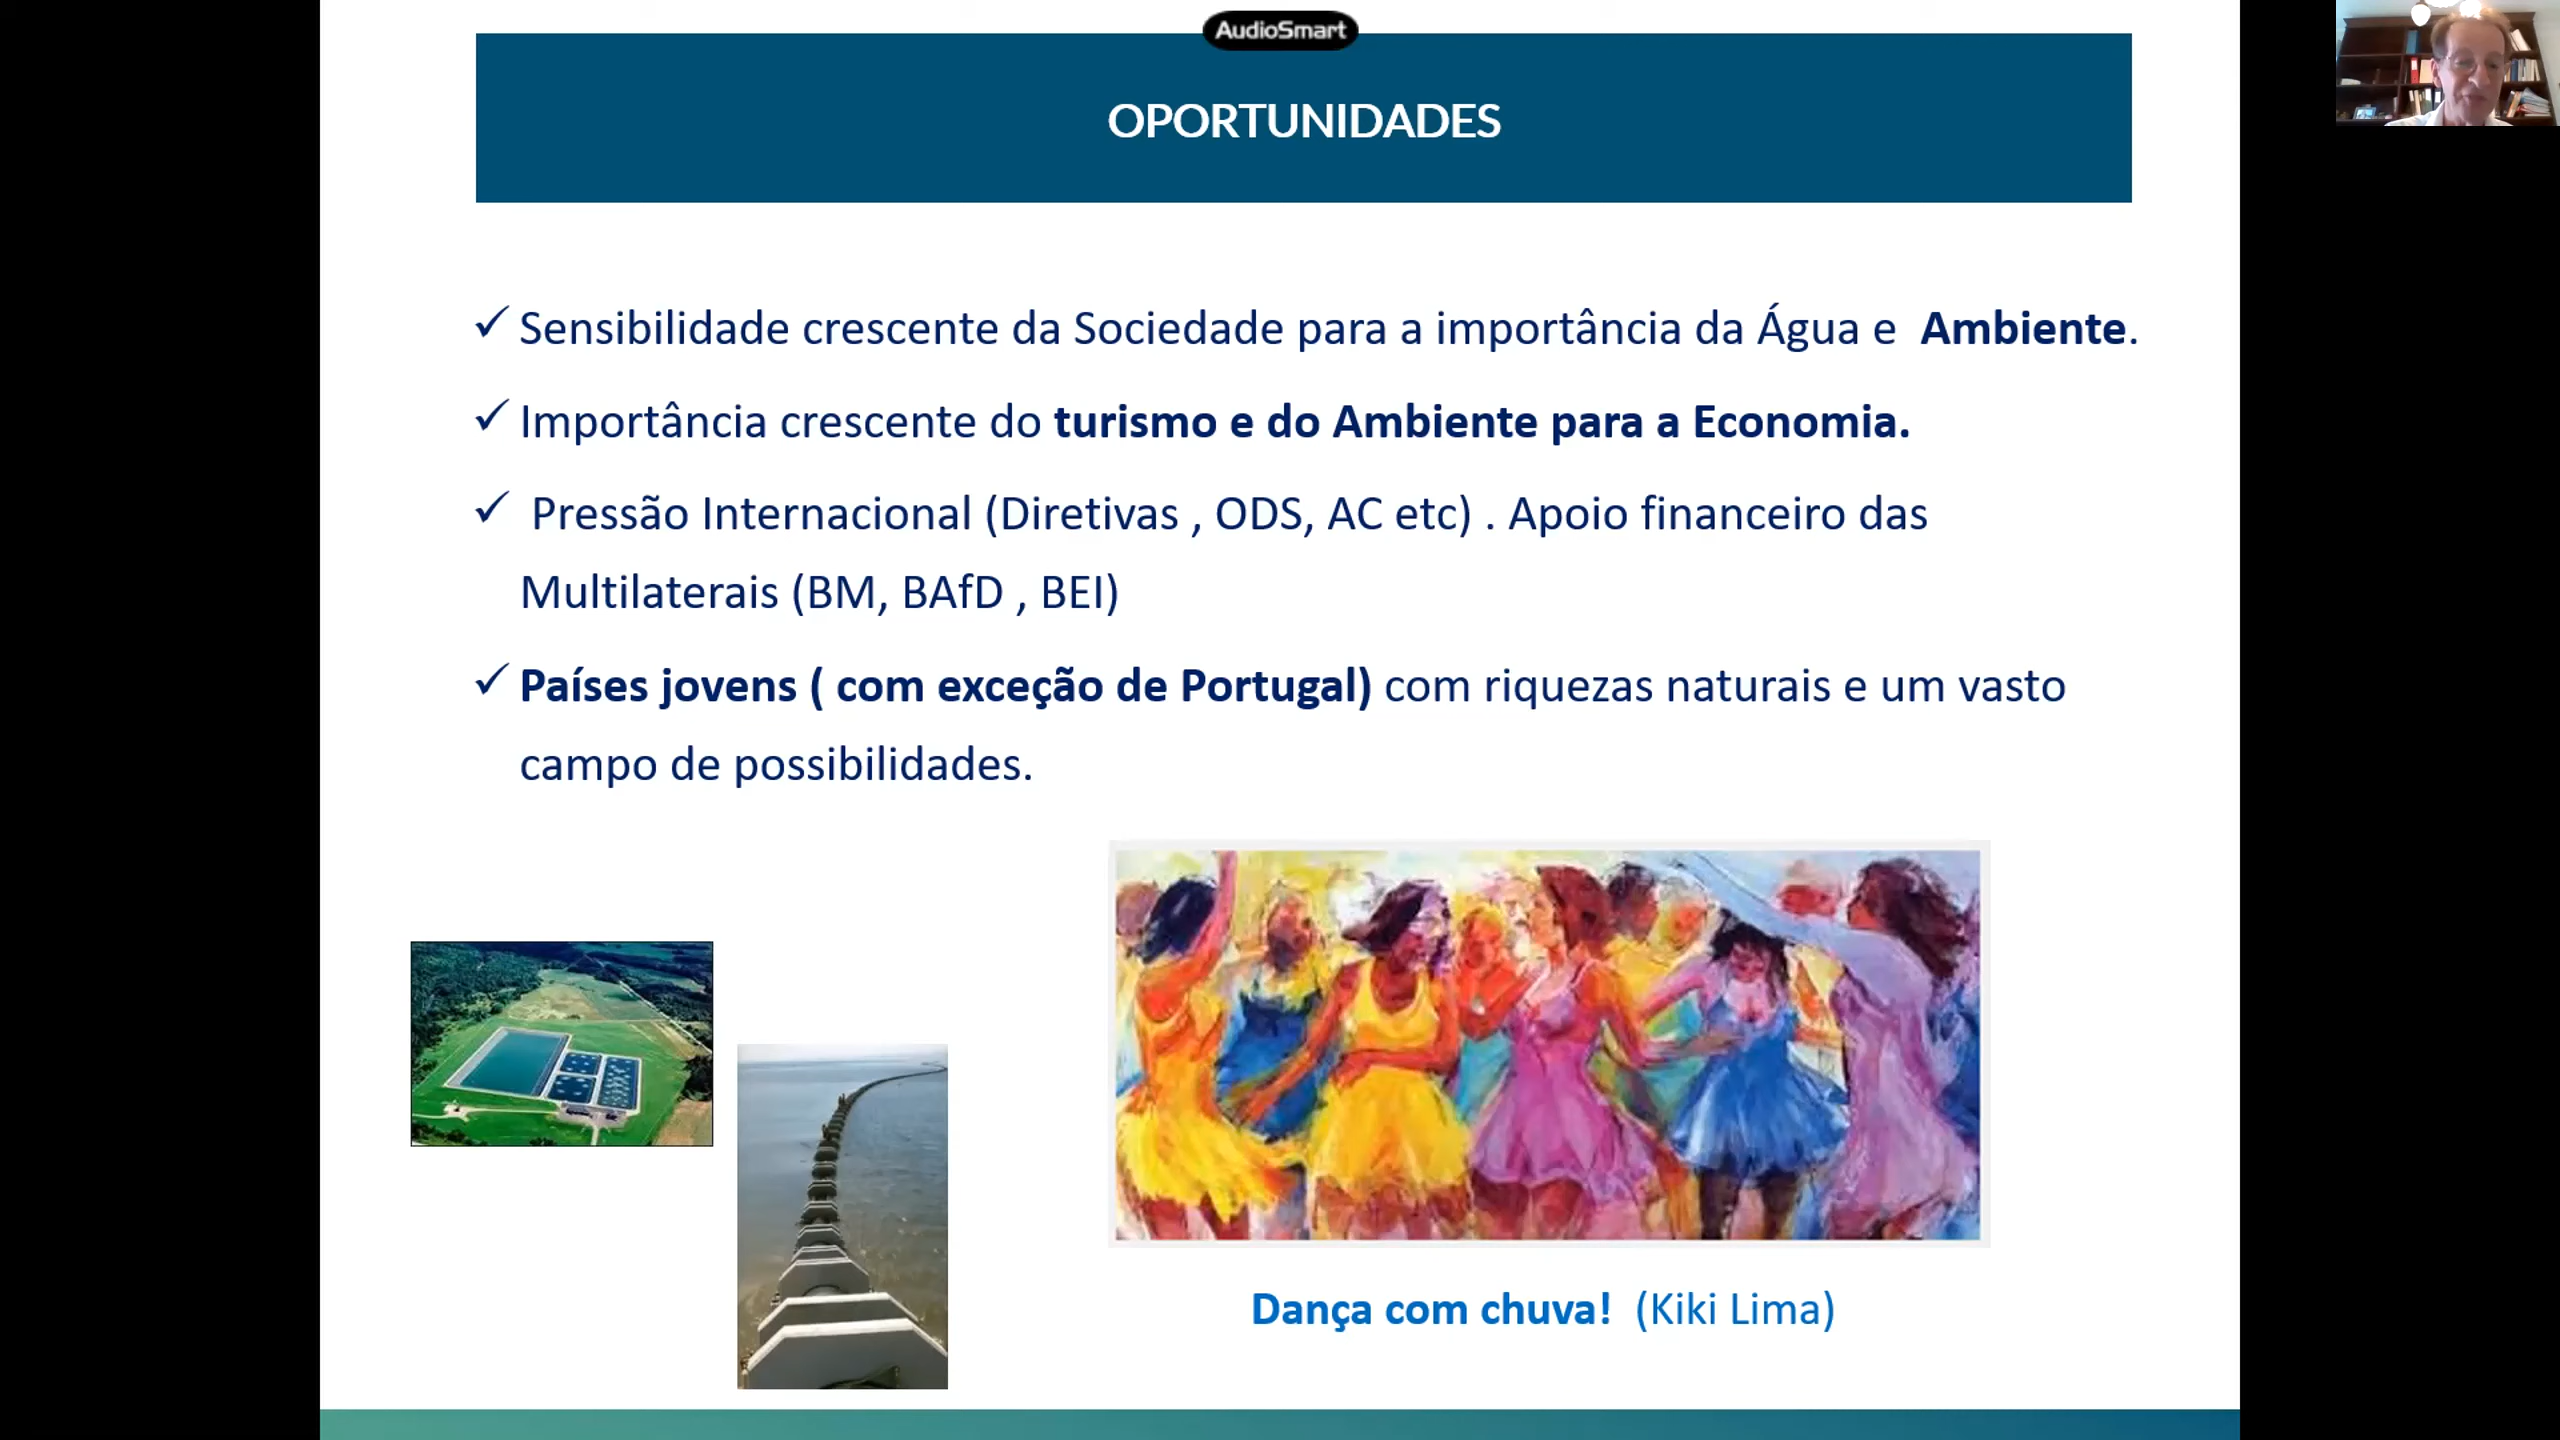 AudioSmart
OPORTUNIDADES
✓ Sensibilidade crescente da Sociedade para a importância da Água e Ambiente.
✓ Importância crescente do turismo e do Ambiente para a Economia.
✓ Pressão Internacional (Diretivas , ODS, AC etc) . Apoio financeiro das
Multilaterais (BM, BAfD , BEI)
✓ Países jovens ( com exceção de Portugal) com riquezas naturais e um vasto
campo de possibilidades.
Dança com chuva! (Kiki Lima)